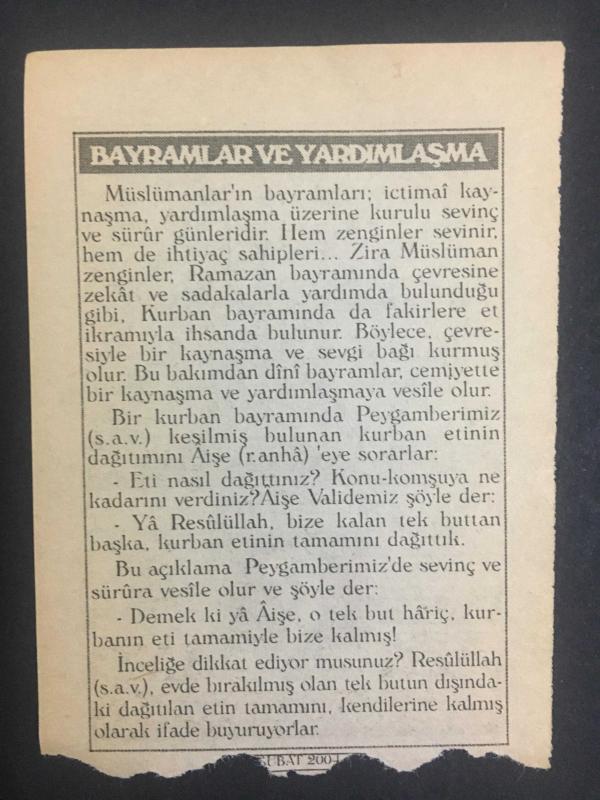 BAYRAMLAR VE YARDIMLAŞMA
Müslümanlar'ın bayramları; ictimaî kay-
naşma, yardımlaşma üzerine kurulu sevinç
ve sürûr günleridir. Hem zenginler sevinir,
hem de ihtiyaç sahipleri... Zira Müslüman
zenginler, Ramazan bayramında çevresine
zekât ve sadakalarla yardımda bulunduğu
gibi, Kurban bayramında da fakirlere et
ikramıyla ihsanda bulunur. Böylece, çevre-
siyle bir kaynaşma ve sevgi bağı kurmuş
olur. Bu bakımdan dînî bayramlar, cemiyette
bir kaynaşma ve yardımlaşmaya vesîle olur.
Bir kurban bayramında Peygamberimiz
(s.a.v.) keşilmiş bulunan kurban etinin
dağıtımını Aişe (r.anhâ) 'eye sorarlar:
- Eti nasıl dağıttınız? Konu-komşuya ne
kadarını verdiniz?Âişe Validemiz şöyle der:
- Yâ Resûlüllah, bize kalan tek buttan
başka, kurban etinin tamamını dağıttık.
Bu açıklama Peygamberimiz'de sevinç ve
sürûra vesîle olur ve şöyle der:
- Demek ki yâ Âişe, o tek but hâriç, kur-
banın eti tamamiyle bize kalmış!
İnceliğe dikkat ediyor musunuz? Resûlüllah
(s.a.v.), evde bırakılmış olan tek butun dışında-
ki dağıtılan etin tamamını, kendilerine kalmış
olarak ifade buyuruyorlar.